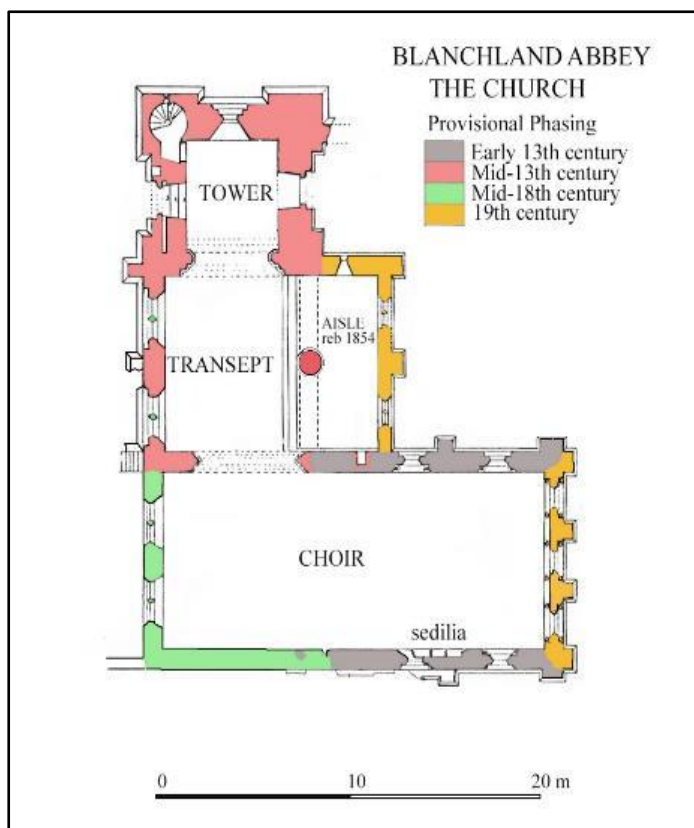 BLANCHLAND ABBEY
THE CHURCH
Provisional Phasing
Early 13th century
Mid-13th century
Mid-18th century
19th century
TOWER
AISLE
reb 1854
TRANSEPT
CHOIR
sedilia
0 10 20 m